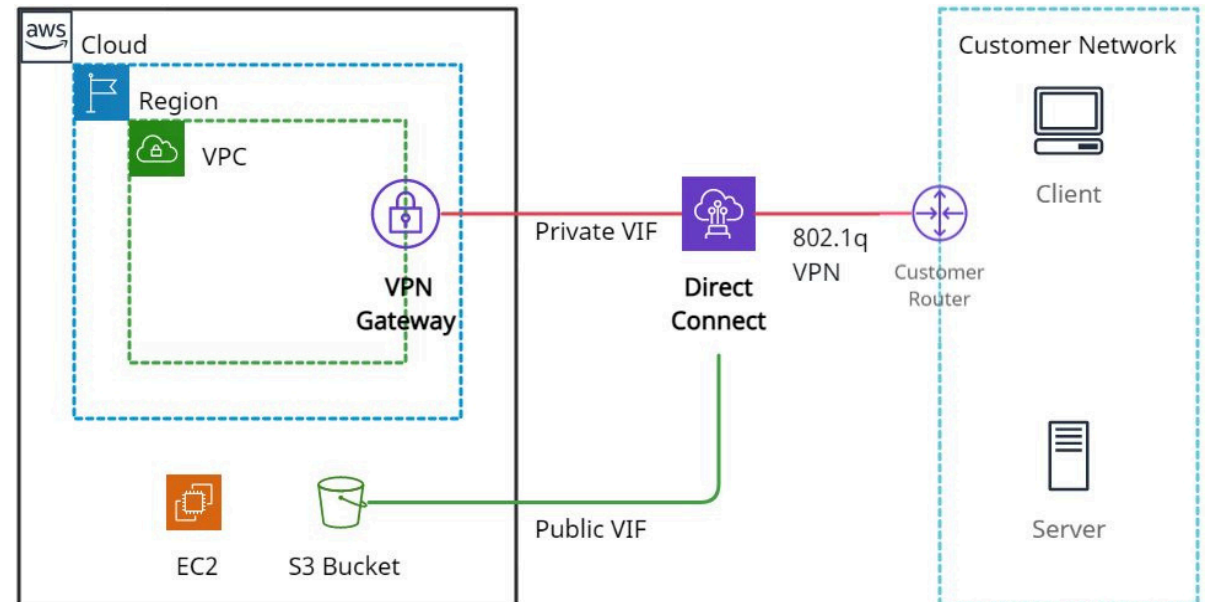 aws
Cloud
Region
VPC
VPN
Gateway
Private VIF
Direct
Connect
802.1q
VPN
Customer Network
Client
Customer
Router
Server
EC2
S3 Bucket
Public VIF